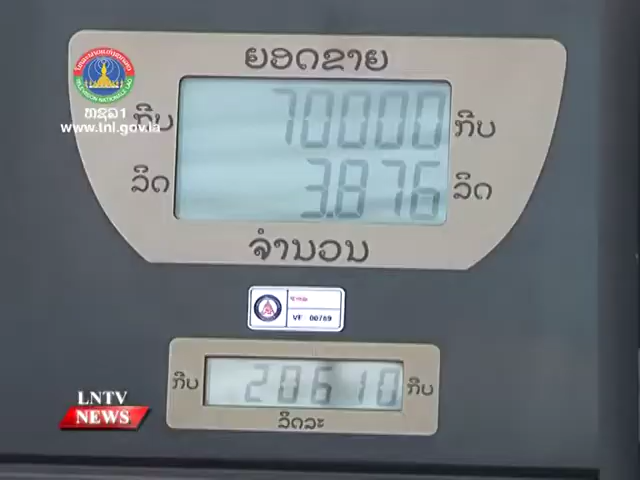 ຍອດຂາຍ
ກີບ 70000 ກີບ
ລິດ 3.876 ລິດ
ຈຳນວນ
ທຊລ1
www.tnl.gov.la
VF 00789
ກີບ 20610 ກີບ
ລິດລະ
LNTV
NEWS